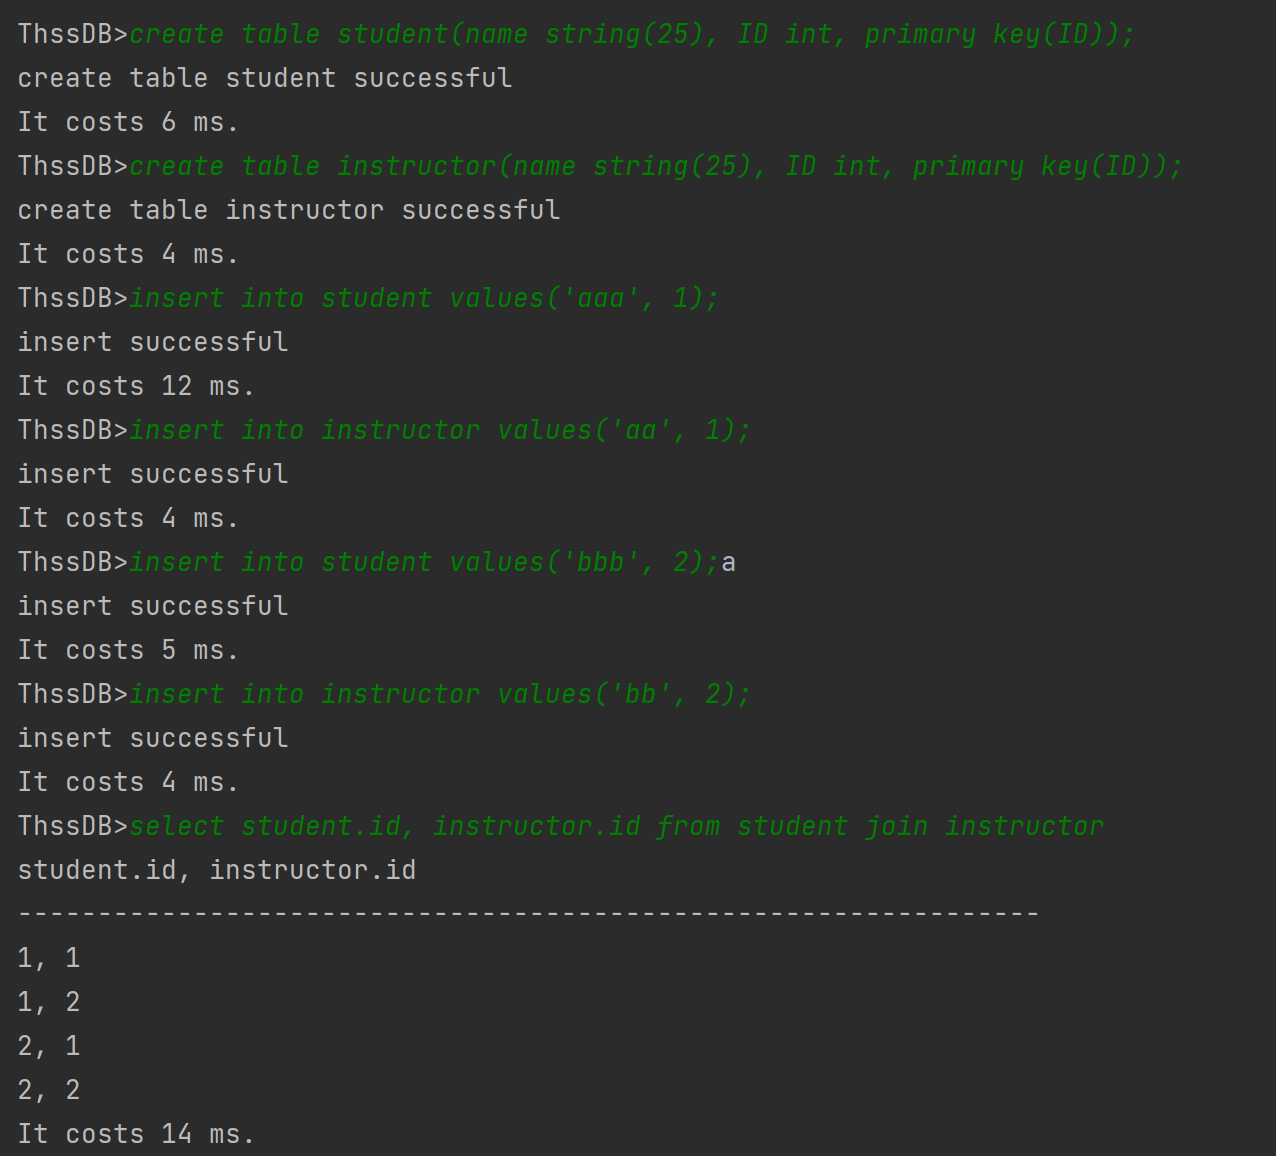 ThssDB>create table student(name string(25), ID int, primary key(ID));
create table student successful
It costs 6 ms.
ThssDB>create table instructor(name string(25), ID int, primary key(ID));
create table instructor successful
It costs 4 ms.
ThssDB>insert into student values('aaa', 1);
insert successful
It costs 12 ms.
ThssDB>insert into instructor values('aa', 1);
insert successful
It costs 4 ms.
ThssDB>insert into student values('bbb', 2);a
insert successful
It costs 5 ms.
ThssDB>insert into instructor values('bb', 2);
insert successful
It costs 4 ms.
ThssDB>select student.id, instructor.id from student join instructor
student.id, instructor.id
----------------------------------------------------------------
1, 1
1, 2
2, 1
2, 2
It costs 14 ms.